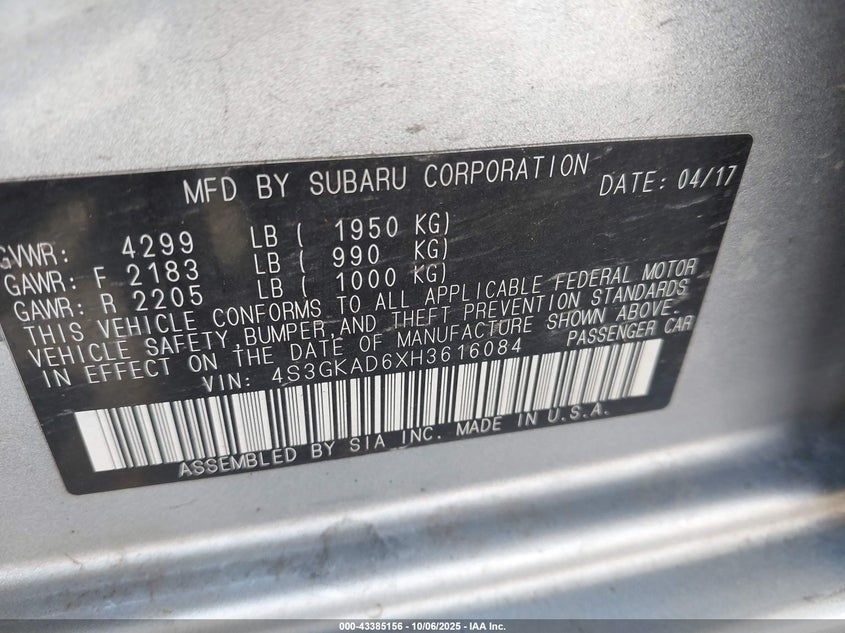 MFD BY SUBARU CORPORATION DATE: 04/17
GVWR: 4299 LB ( 1950 KG)
GAWR: F 2183 LB ( 990 KG)
GAWR: R 2205 LB ( 1000 KG)
THIS VEHICLE CONFORMS TO ALL APPLICABLE FEDERAL MOTOR
VEHICLE SAFETY, BUMPER, AND THEFT PREVENTION STANDARDS
IN EFFECT ON THE DATE OF MANUFACTURE SHOWN ABOVE.
VIN: 4S3GKAD6XH3616084 PASSENGER CAR
ASSEMBLED BY SIA INC. MADE IN U.S.A.
000-43385156 - 10/06/2025 - IAA Inc.